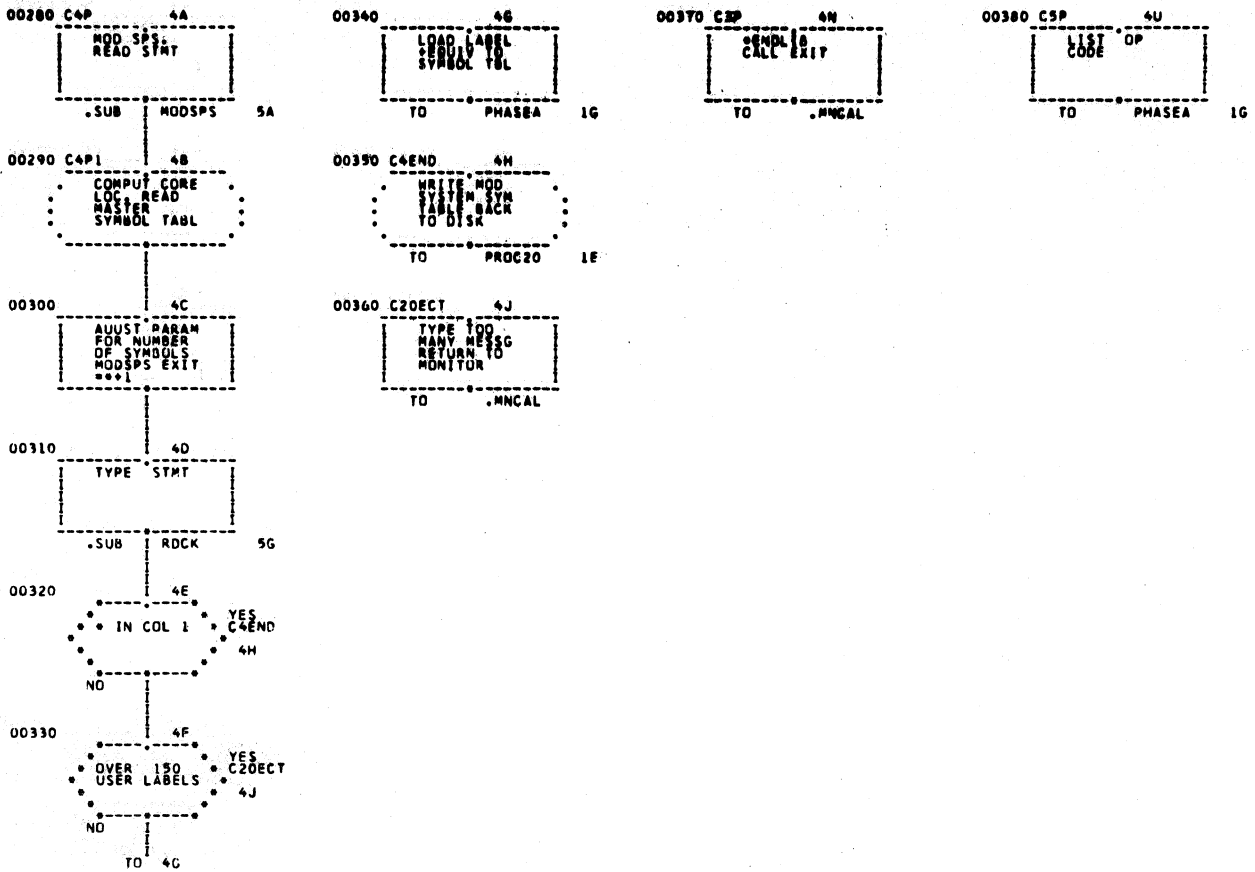 00280 C4P 4A
MOD SPS.
READ STMT
.SUB MODSPS 5A
00290 C4P1 4B
COMPUT CORE
LOC, READ
MASTER
SYMBOL TABL
00300 4C
AUUST PARAM
FOR NUMBER
OF SYMBOLS
MODSPS EXIT
=*+1
00310 4D
TYPE STMT
.SUB RDCK 5G
00320 4E
* IN COL 1
YES
C4END
4H
NO
00330 4F
OVER 150
USER LABELS
YES
C20ECT
4J
NO
TO 4G
00340 4G
LOAD LABEL
+EQUIV TO
SYMBOL TBL
TO PHASEA 1G
00350 C4END 4H
WRITE MOD
SYSTEM SYM
TABLE BACK
TO DISK
TO PROC20 1E
00360 C20ECT 4J
TYPE TOO
MANY MESSG
RETURN TO
MONITOR
TO .MNCAL
00370 4N
*ENDLIB
CALL EXIT
TO .MNCAL
00380 C5P 4U
LIST OP
CODE
TO PHASEA 1G